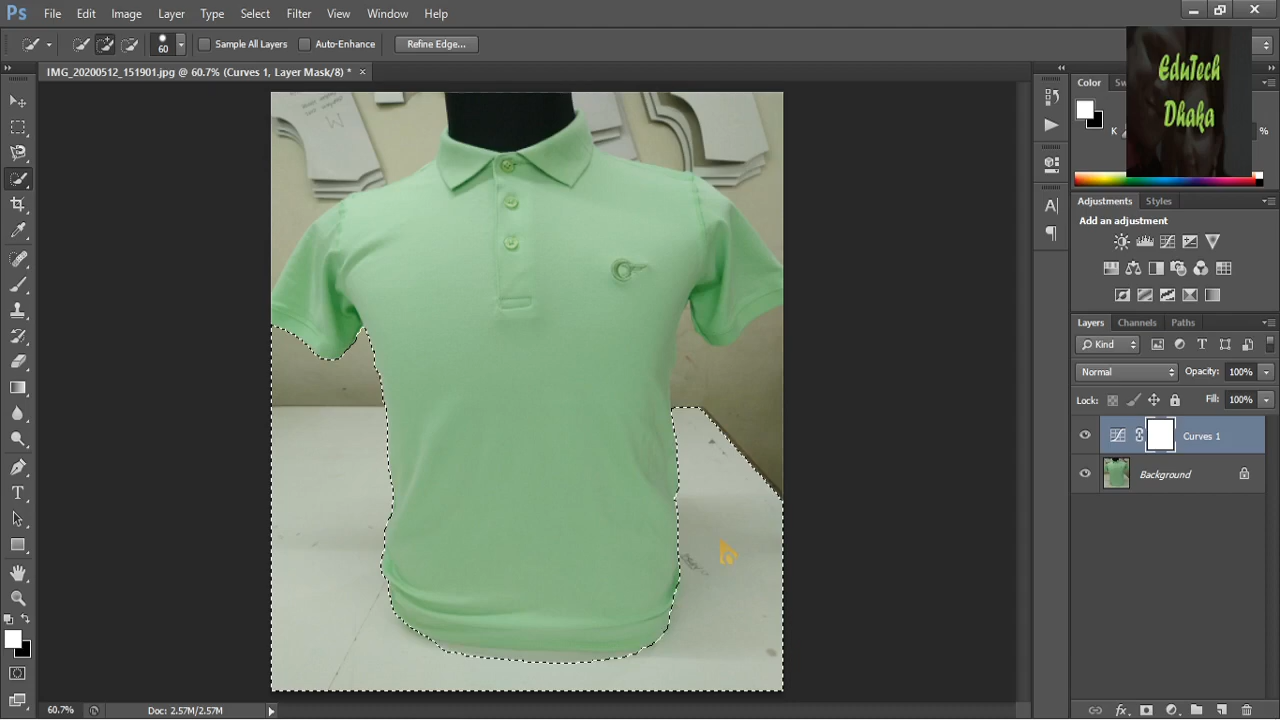 Ps File Edit Image Layer Type Select Filter View Window Help
60 Sample All Layers Auto-Enhance Refine Edge...
IMG_20200512_151901.jpg @ 60.7% (Curves 1, Layer Mask/8) * ×
EduTech
Dhaka
Color
K %
Adjustments Styles
Add an adjustment
Layers Channels Paths
Kind
Normal Opacity: 100%
Lock: Fill: 100%
Curves 1
Background
60.7% Doc: 2.57M/2.57M